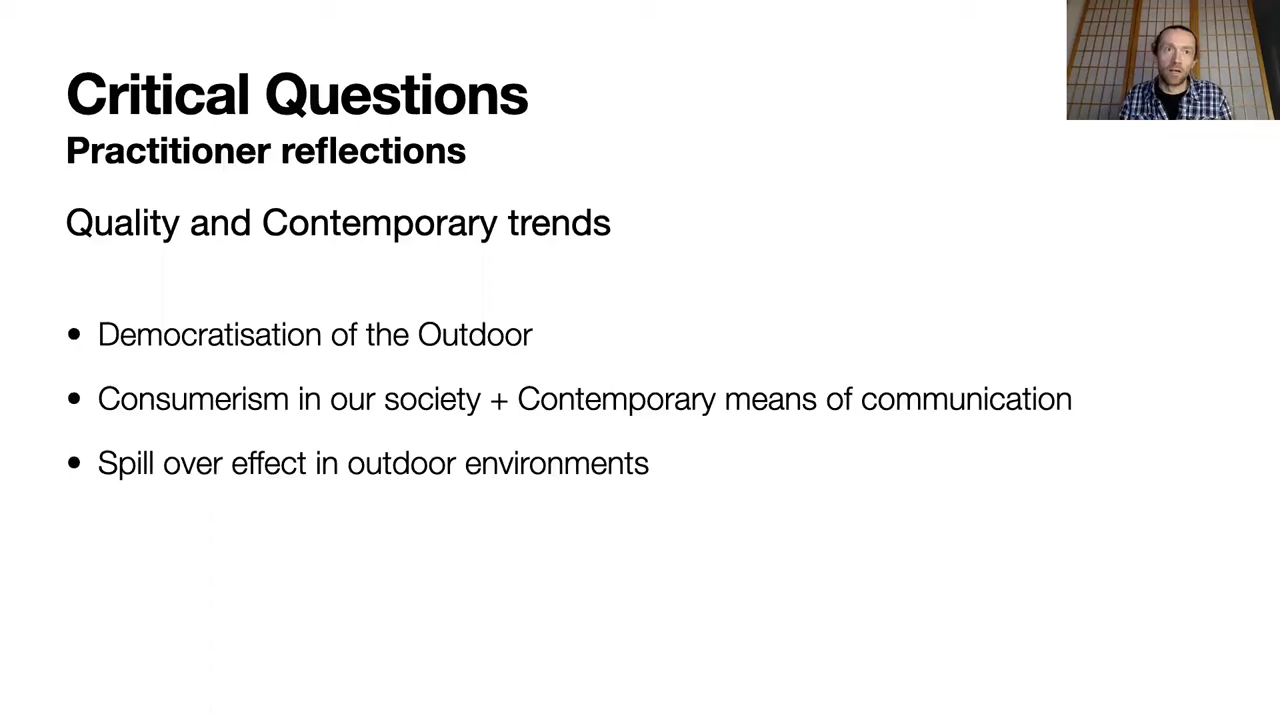 Critical Questions
Practitioner reflections
Quality and Contemporary trends
• Democratisation of the Outdoor
• Consumerism in our society + Contemporary means of communication
• Spill over effect in outdoor environments